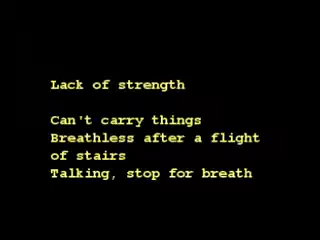 Lack of strength
Can't carry things
Breathless after a flight
of stairs
Talking, stop for breath